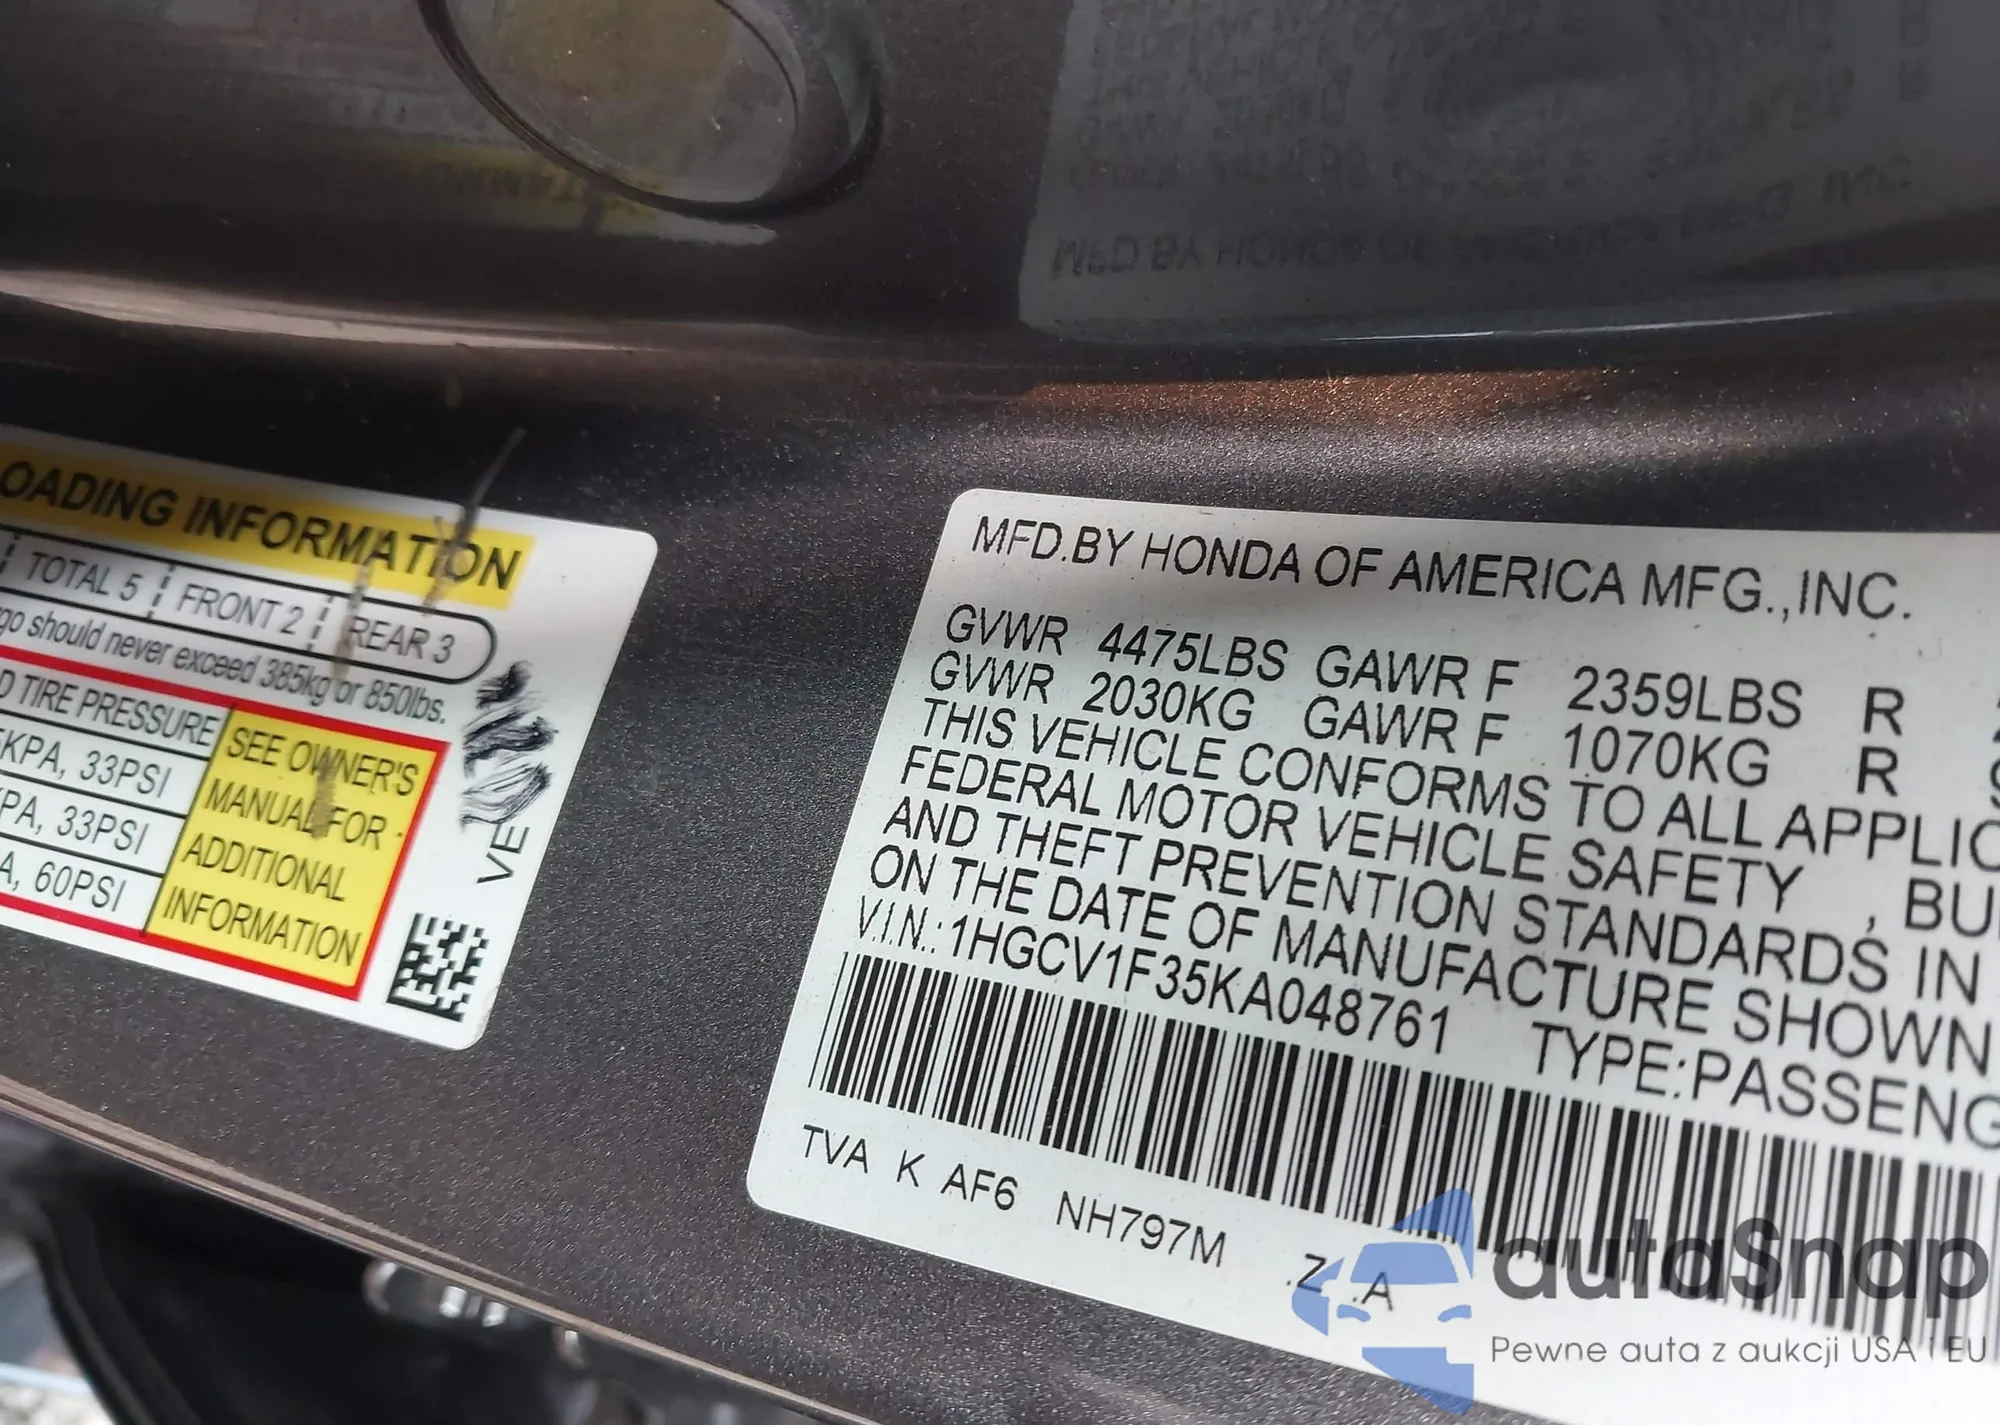 OADING INFORMATION
TOTAL 5 FRONT 2 REAR 3
go should never exceed 385kg or 850lbs.
D TIRE PRESSURE
KPA, 33PSI
KPA, 33PSI
A, 60PSI
SEE OWNER'S
MANUAL FOR
ADDITIONAL
INFORMATION
VE
MFD.BY HONDA OF AMERICA MFG.,INC.
GVWR 4475LBS GAWR F 2359LBS R
GVWR 2030KG GAWR F 1070KG R
THIS VEHICLE CONFORMS TO ALL APPLIC
FEDERAL MOTOR VEHICLE SAFETY , BU
AND THEFT PREVENTION STANDARDS IN
ON THE DATE OF MANUFACTURE SHOWN
V.I.N.:1HGCV1F35KA048761 TYPE:PASSENG
TVA K AF6 NH797M .Z .A
autaSnap
Pewne auta z aukcji USA i EU